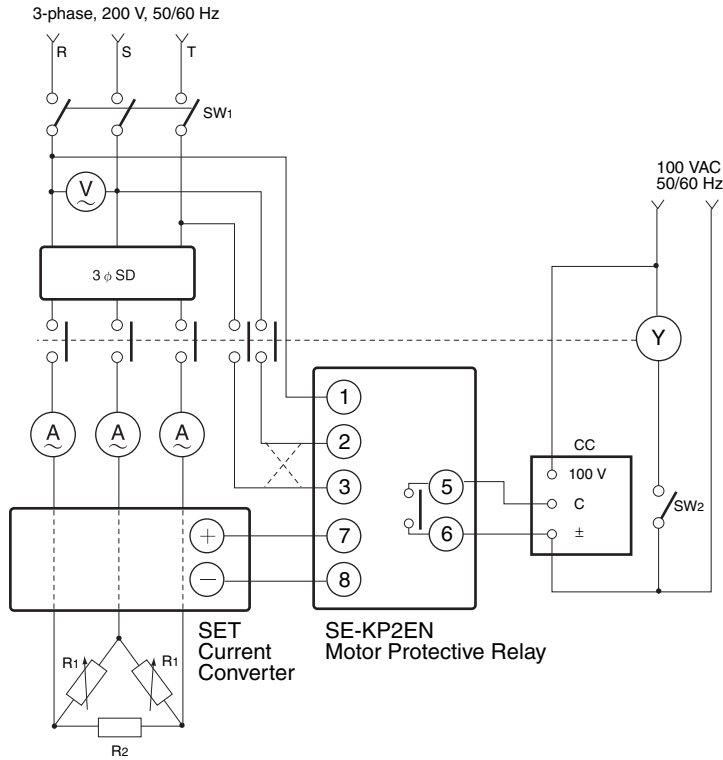 3-phase, 200 V, 50/60 Hz
R S T
SW1
100 VAC
50/60 Hz
V
3 ϕ SD
Y
1
A A A
2
CC
100 V
3
5
C
SW2
+
7
6
±
−
8
SET
Current
Converter
SE-KP2EN
Motor Protective Relay
R1 R1
R2